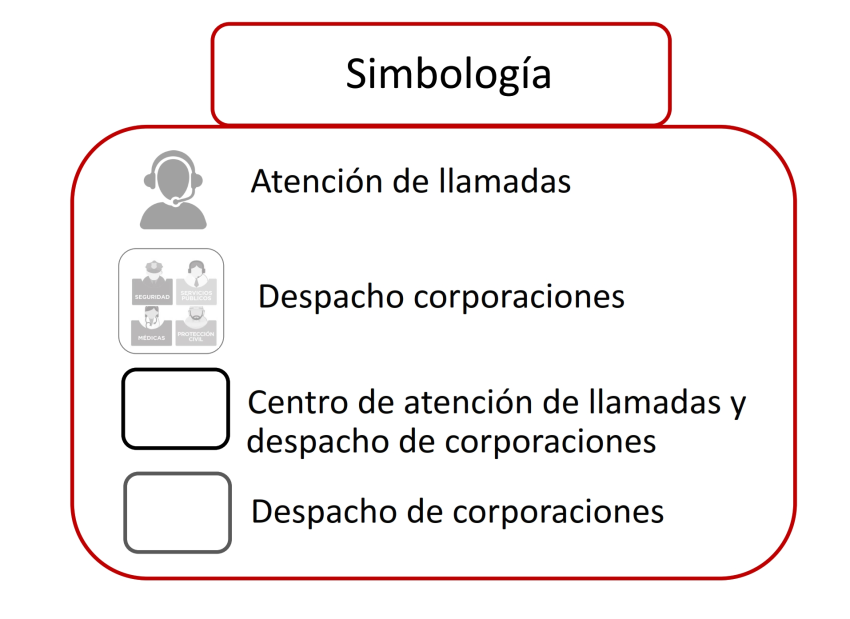 Simbología
Atención de llamadas
SEGURIDAD
SERVICIOS
PÚBLICOS
MÉDICAS
PROTECCIÓN
CIVIL
Despacho corporaciones
Centro de atención de llamadas y
despacho de corporaciones
Despacho de corporaciones